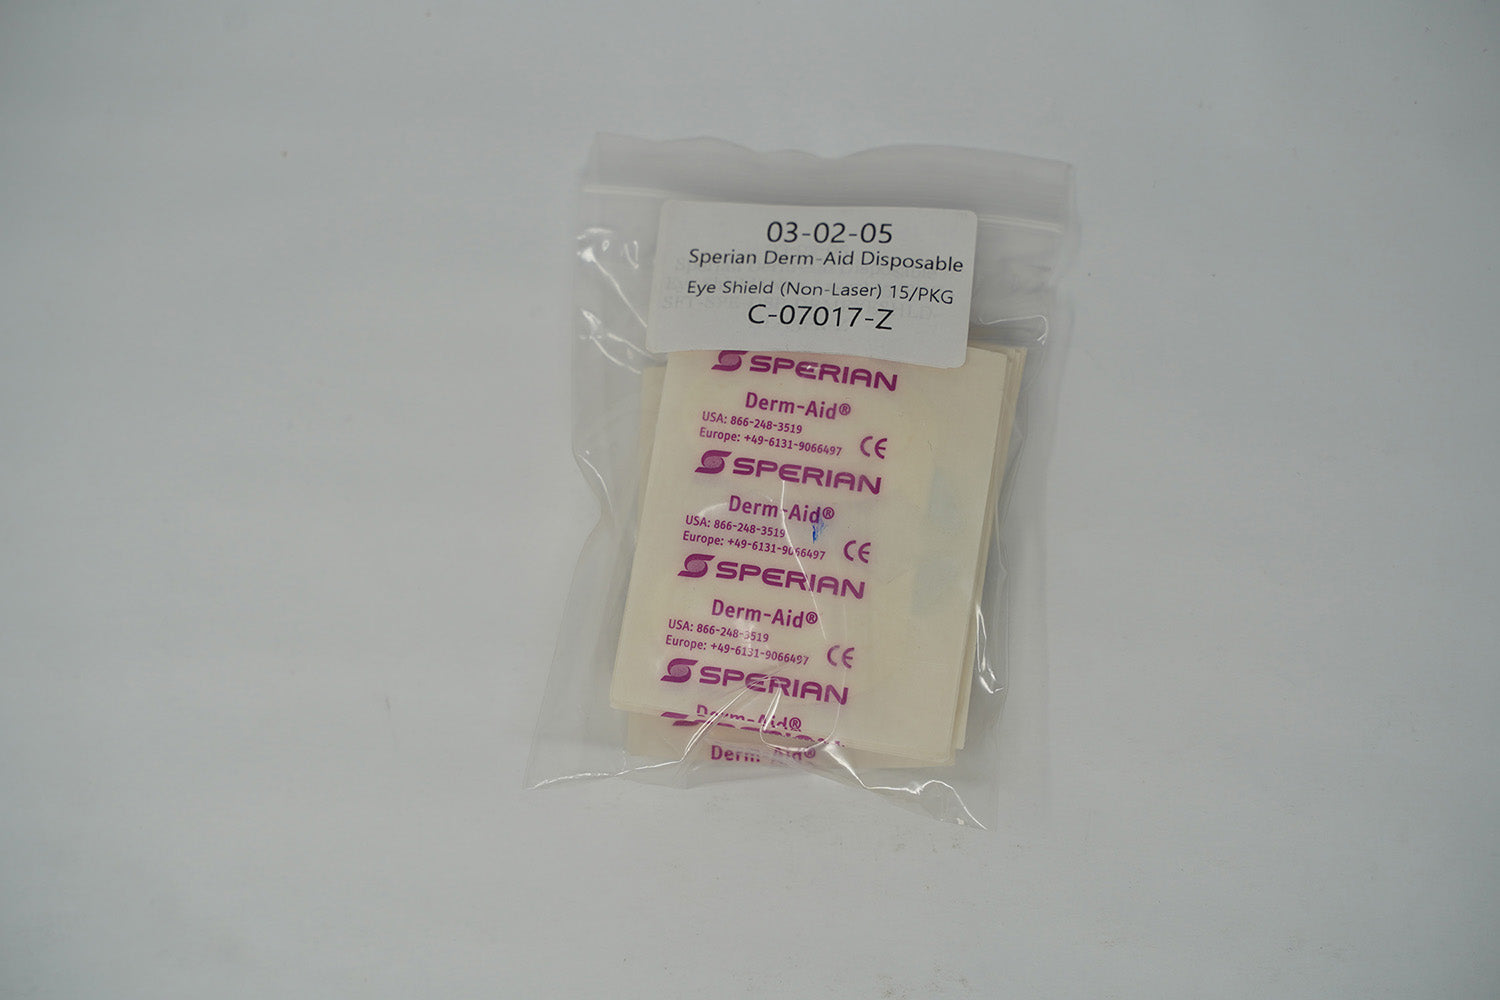 03-02-05
Sperian Derm-Aid Disposable
Eye Shield (Non-Laser) 15/PKG
C-07017-Z
SPERIAN
Derm-Aid®
USA: 866-248-3519
Europe: +49-6131-9066497 CE
SPERIAN
Derm-Aid®
USA: 866-248-3519
Europe: +49-6131-9066497 CE
SPERIAN
Derm-Aid®
USA: 866-248-3519
Europe: +49-6131-9066497 CE
SPERIAN
Derm-Aid®
SPERIAN
Derm-Aid®